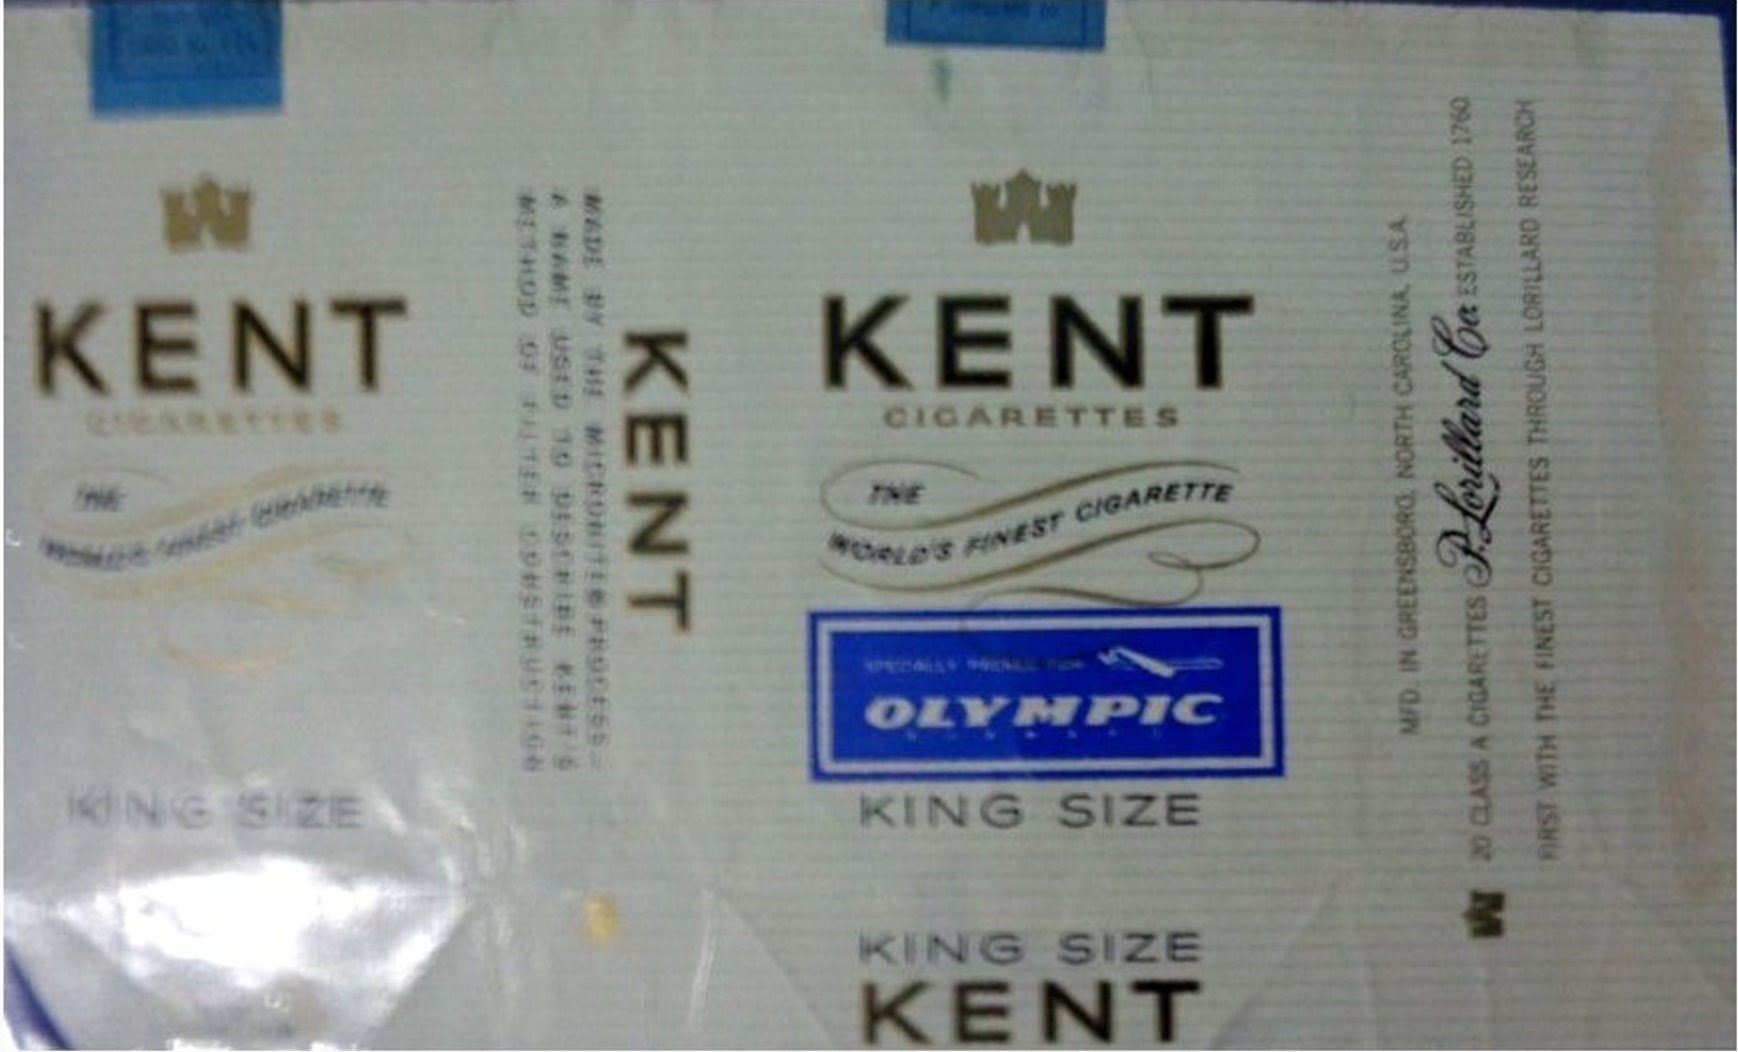 KENT
CIGARETTES
THE
WORLD'S FINEST CIGARETTE
KING SIZE
MADE BY THE MICRONITE® PROCESS—
A NAME USED TO DESCRIBE KENT'S
METHOD OF FILTER CONSTRUCTION
KENT
KENT
CIGARETTES
THE
WORLD'S FINEST CIGARETTE
SPECIALLY
OLYMPIC
KING SIZE
KING SIZE
KENT
MFD. IN GREENSBORO, NORTH CAROLINA, U.S.A.
20 CLASS A CIGARETTES P. Lorillard Co. ESTABLISHED 1760
FIRST WITH THE FINEST CIGARETTES THROUGH LORILLARD RESEARCH